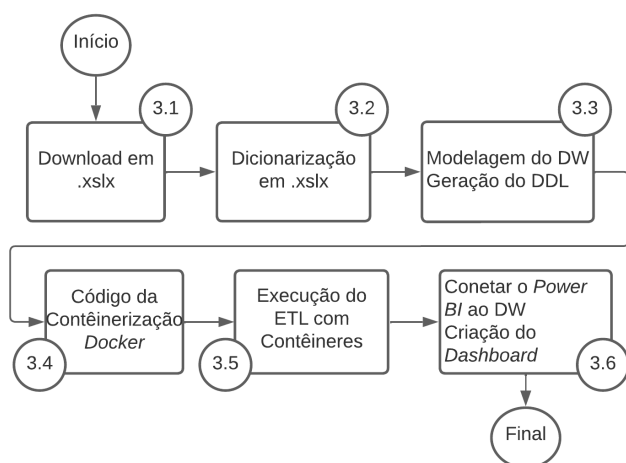 Início
3.1
Download em
.xslx
3.2
Dicionarização
em .xslx
3.3
Modelagem do DW
Geração do DDL
3.4
Código da
Contêinerização
Docker
3.5
Execução do
ETL com
Contêineres
3.6
Conetar o Power
BI ao DW
Criação do
Dashboard
Final